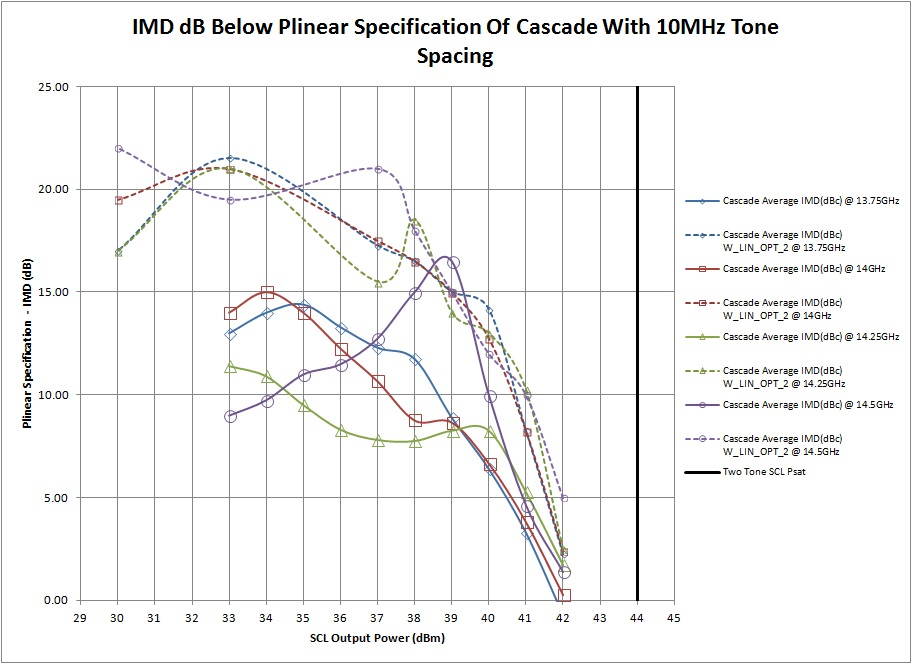 IMD dB Below Plinear Specification Of Cascade With 10MHz Tone
Spacing
Plinear Specification - IMD (dB)
25.00
20.00
15.00
10.00
5.00
0.00
29 30 31 32 33 34 35 36 37 38 39 40 41 42 43 44 45
SCL Output Power (dBm)
Cascade Average IMD(dBc) @ 13.75GHz
Cascade Average IMD(dBc)
W_LIN_OPT_2 @ 13.75GHz
Cascade Average IMD(dBc) @ 14GHz
Cascade Average IMD(dBc)
W_LIN_OPT_2 @ 14GHz
Cascade Average IMD(dBc) @ 14.25GHz
Cascade Average IMD(dBc)
W_LIN_OPT_2 @ 14.25GHz
Cascade Average IMD(dBc) @ 14.5GHz
Cascade Average IMD(dBc)
W_LIN_OPT_2 @ 14.5GHz
Two Tone SCL Psat